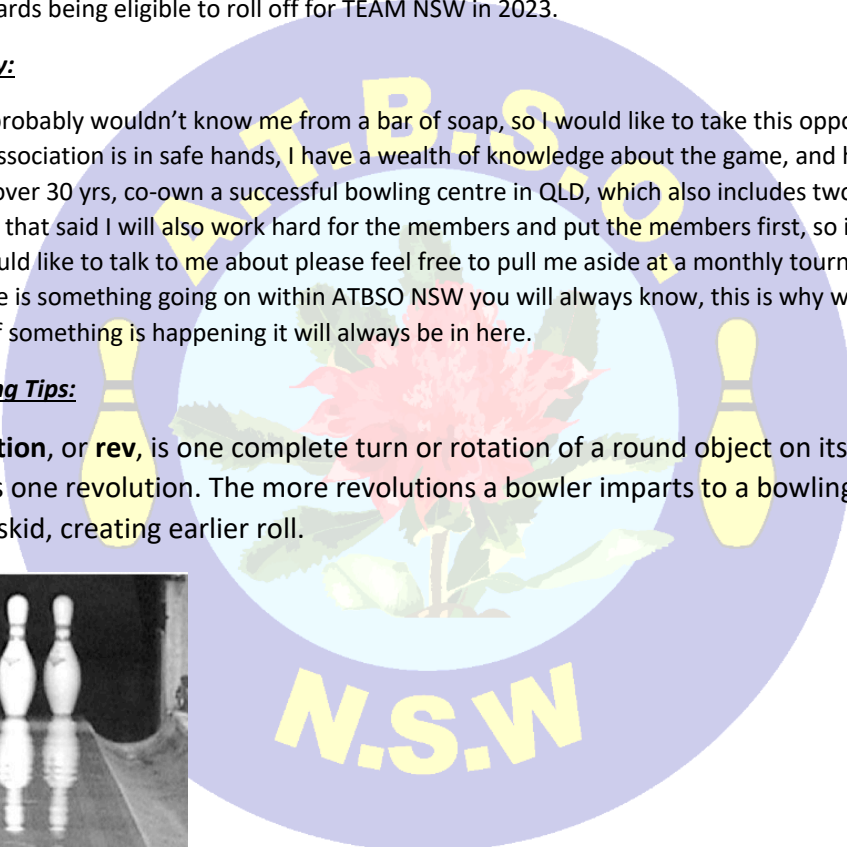 ards being eligible to roll off for TEAM NSW in 2023.
y:
probably wouldn't know me from a bar of soap, so I would like to take this oppo
ssociation is in safe hands, I have a wealth of knowledge about the game, and h
over 30 yrs, co-own a successful bowling centre in QLD, which also includes two
that said I will also work hard for the members and put the members first, so i
uld like to talk to me about please feel free to pull me aside at a monthly tourn
e is something going on within ATBSO NSW you will always know, this is why w
f something is happening it will always be in here.
ng Tips:
tion, or rev, is one complete turn or rotation of a round object on its
s one revolution. The more revolutions a bowler imparts to a bowling
skid, creating earlier roll.
A.T.B.S.O.
N.S.W